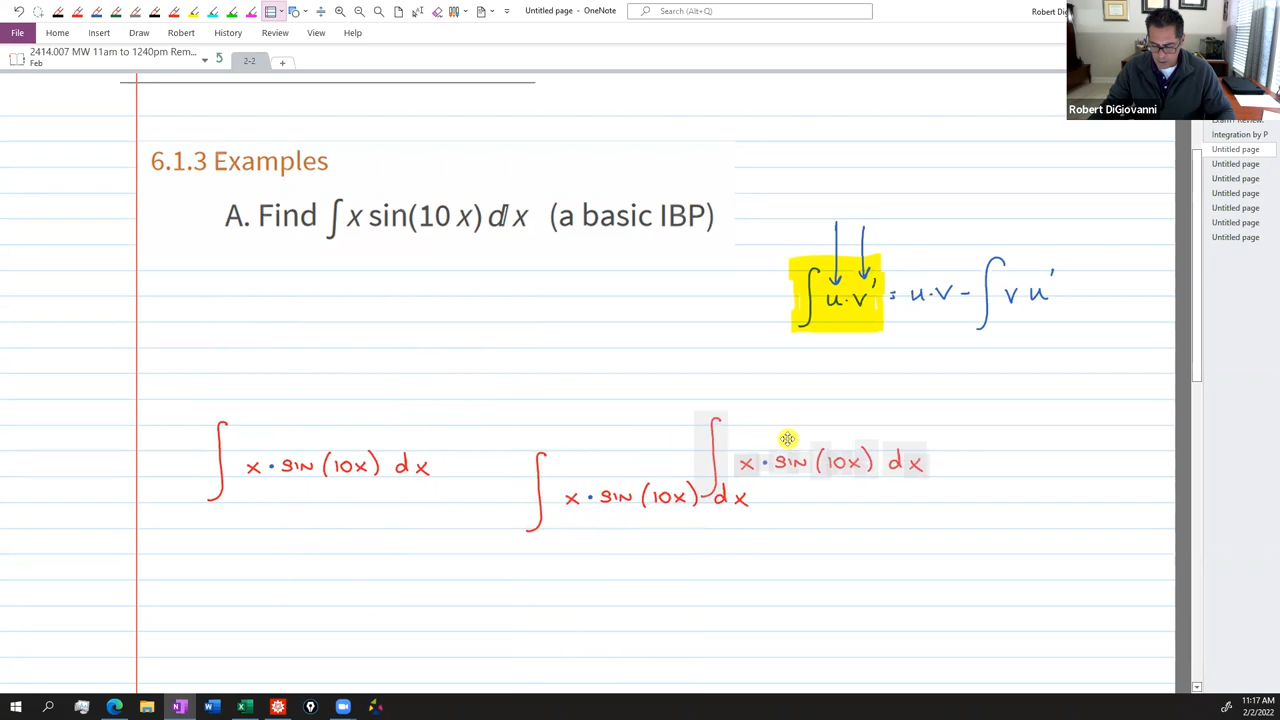 Untitled page - OneNote
Search (Alt+Q)
Robert Di
File Home Insert Draw Robert History Review View Help
2414.007 MW 11am to 1240pm Rem...
Feb
2-2
Robert DiGiovanni
Integration by P
Untitled page
Untitled page
Untitled page
Untitled page
Untitled page
Untitled page
Untitled page
6.1.3 Examples
A. Find ∫ x sin(10 x) ⅆx (a basic IBP)
∫ u·v' = u·v - ∫ v u'
∫ x · sin (10x) dx
∫ x · sin (10x) dx
∫ x · sin (10x) dx
11:17 AM
2/2/2022